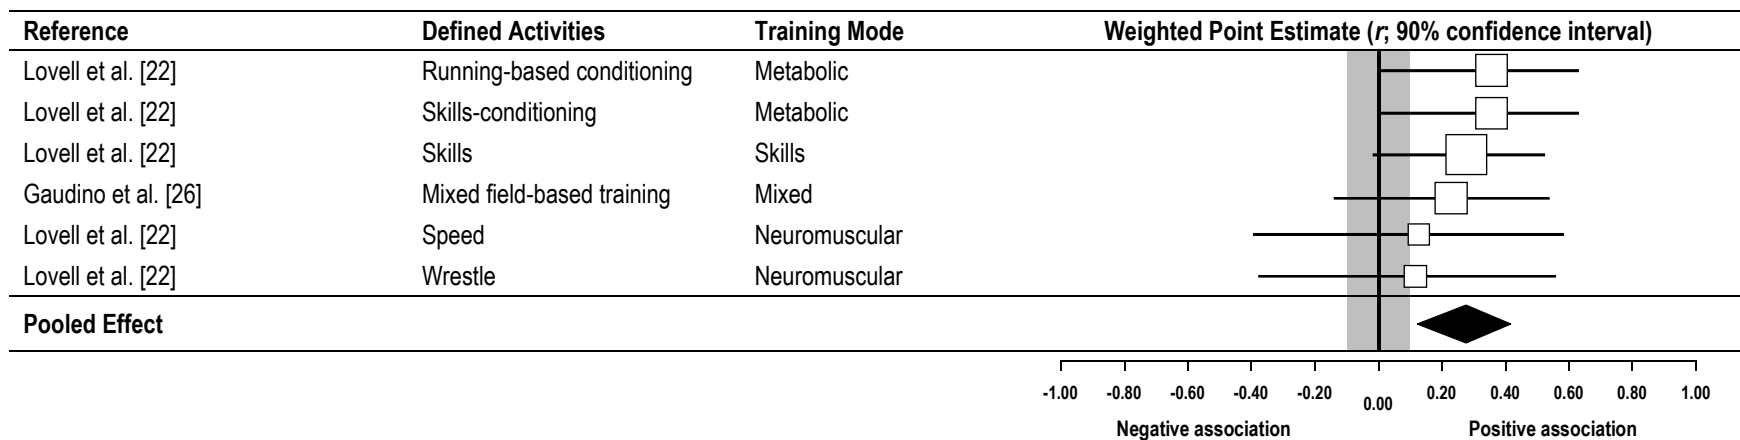 Reference Defined Activities Training Mode Weighted Point Estimate (r; 90% confidence interval)
Lovell et al. [22] Running-based conditioning Metabolic
Lovell et al. [22] Skills-conditioning Metabolic
Lovell et al. [22] Skills Skills
Gaudino et al. [26] Mixed field-based training Mixed
Lovell et al. [22] Speed Neuromuscular
Lovell et al. [22] Wrestle Neuromuscular
Pooled Effect
-1.00 -0.80 -0.60 -0.40 -0.20 0.00 0.20 0.40 0.60 0.80 1.00
Negative association Positive association